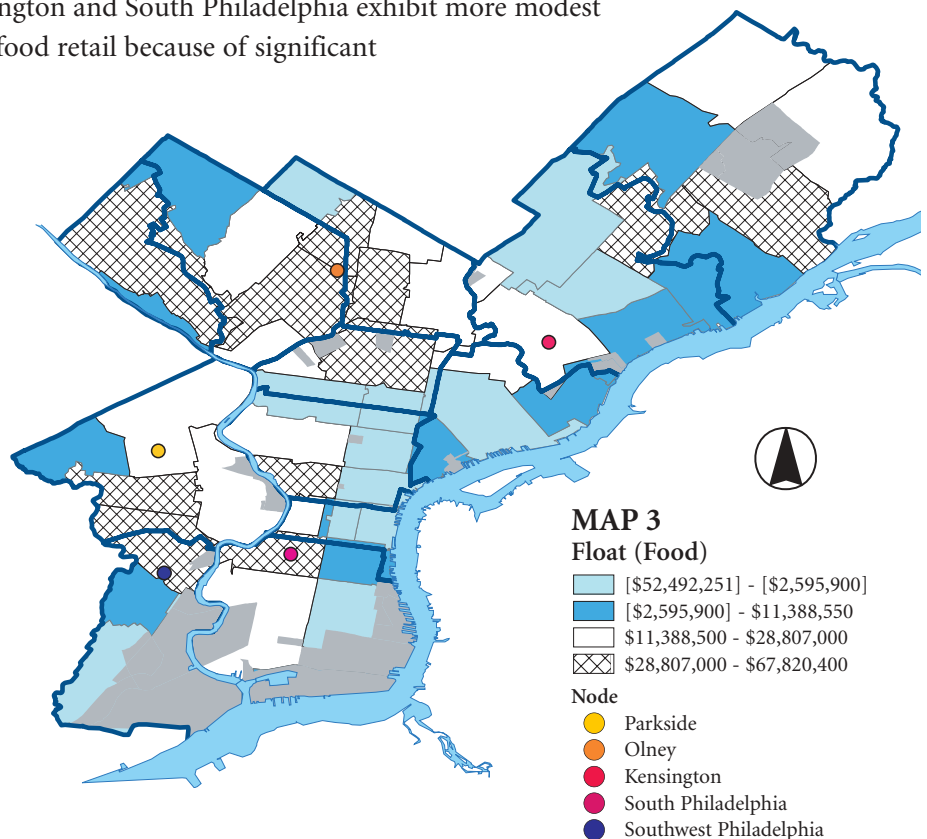 ngton and South Philadelphia exhibit more modest
food retail because of significant
MAP 3
Float (Food)
[$52,492,251] - [$2,595,900]
[$2,595,900] - $11,388,550
$11,388,500 - $28,807,000
$28,807,000 - $67,820,400
Node
Parkside
Olney
Kensington
South Philadelphia
Southwest Philadelphia